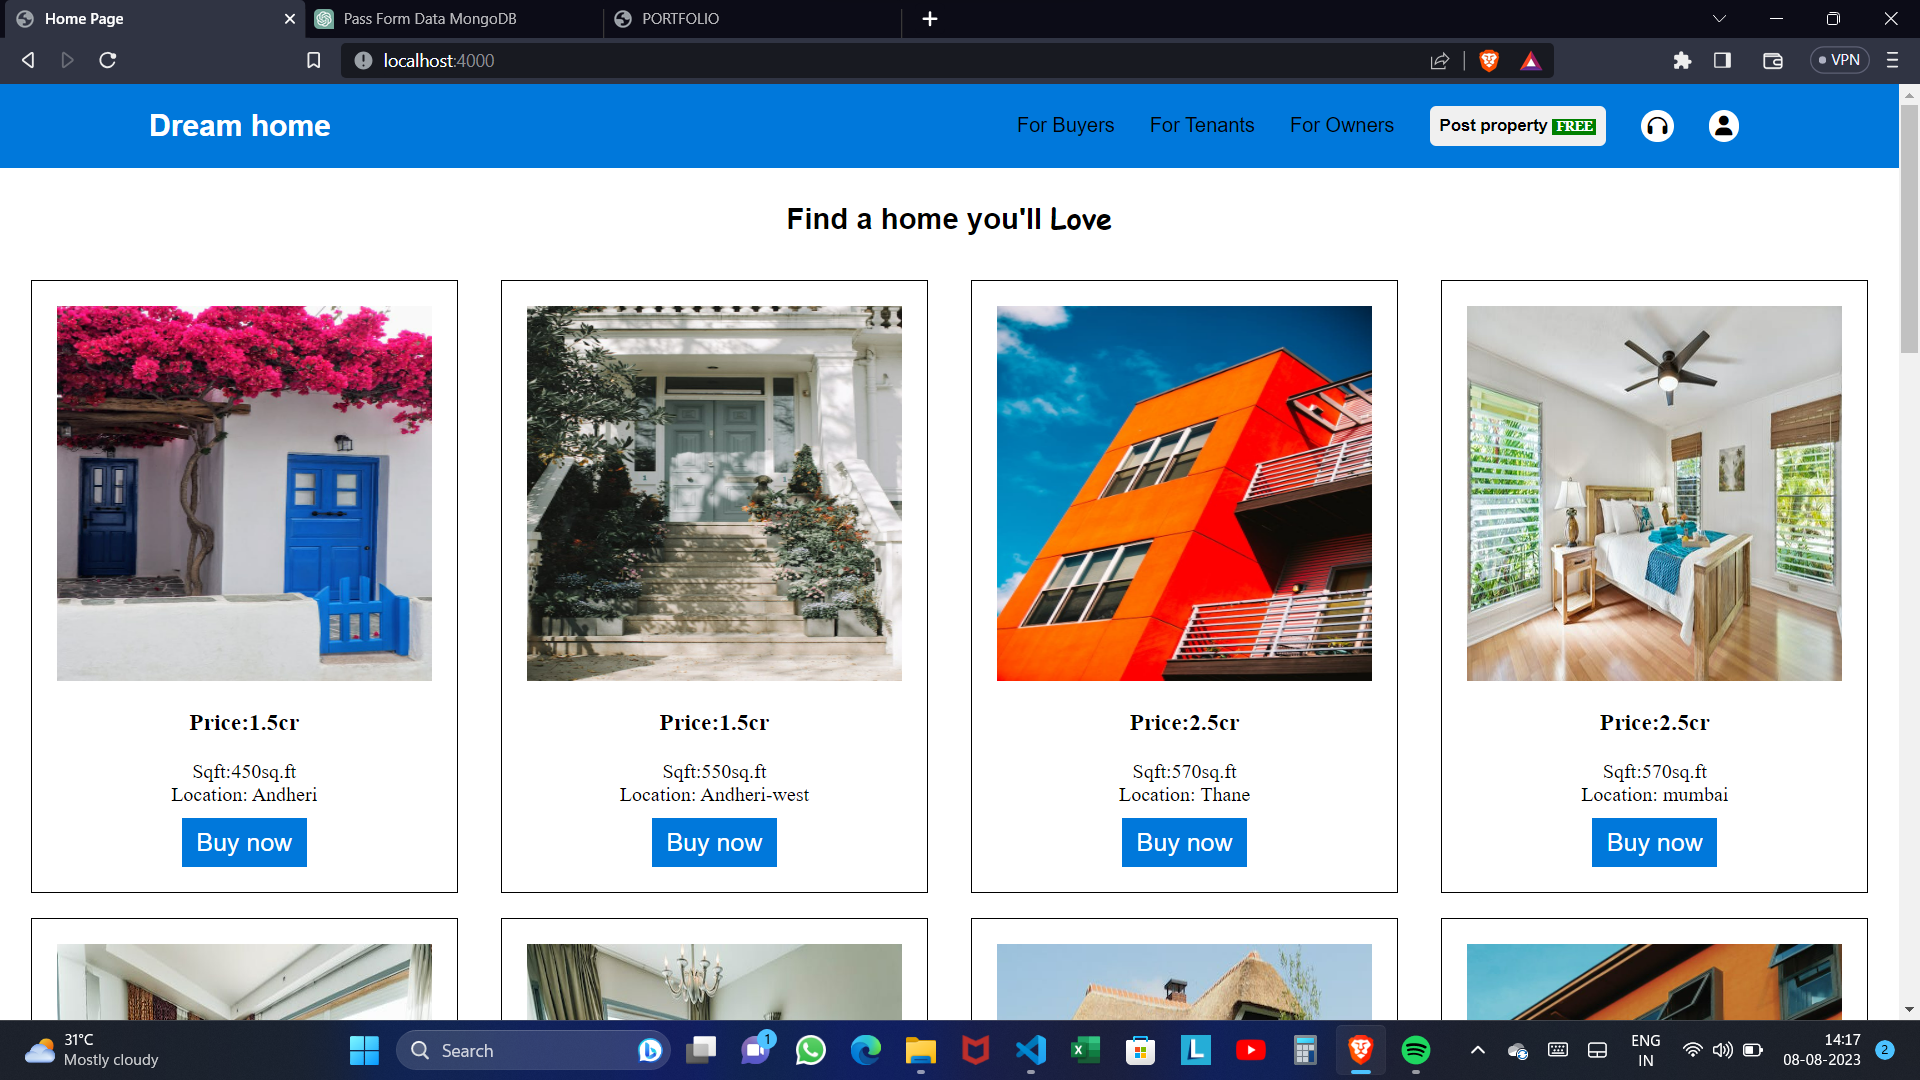 Home Page
Pass Form Data MongoDB
PORTFOLIO
localhost:4000
VPN
Dream home
For Buyers
For Tenants
For Owners
Post property FREE
Find a home you'll Love
Price:1.5cr
Price:1.5cr
Price:2.5cr
Price:2.5cr
Sqft:450sq.ft
Sqft:550sq.ft
Sqft:570sq.ft
Sqft:570sq.ft
Location: Andheri
Location: Andheri-west
Location: Thane
Location: mumbai
Buy now
Buy now
Buy now
Buy now
31°C
Mostly cloudy
Search
1
X
L
ENG
IN
14:17
08-08-2023
2